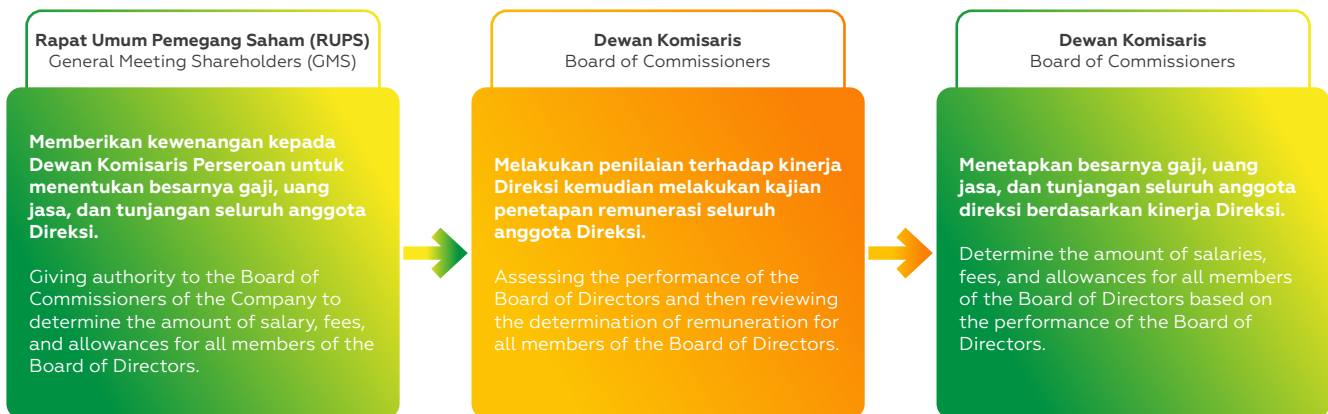 Rapat Umum Pemegang Saham (RUPS)
General Meeting Shareholders (GMS)
Memberikan kewenangan kepada
Dewan Komisaris Perseroan untuk
menentukan besarnya gaji, uang
jasa, dan tunjangan seluruh anggota
Direksi.
Giving authority to the Board of
Commissioners of the Company to
determine the amount of salary, fees,
and allowances for all members of the
Board of Directors.
Dewan Komisaris
Board of Commissioners
Melakukan penilaian terhadap kinerja
Direksi kemudian melakukan kajian
penetapan remunerasi seluruh
anggota Direksi.
Assessing the performance of the
Board of Directors and then reviewing
the determination of remuneration for
all members of the Board of Directors.
Dewan Komisaris
Board of Commissioners
Menetapkan besarnya gaji, uang
jasa, dan tunjangan seluruh anggota
direksi berdasarkan kinerja Direksi.
Determine the amount of salaries,
fees, and allowances for all members
of the Board of Directors based on
the performance of the Board of
Directors.